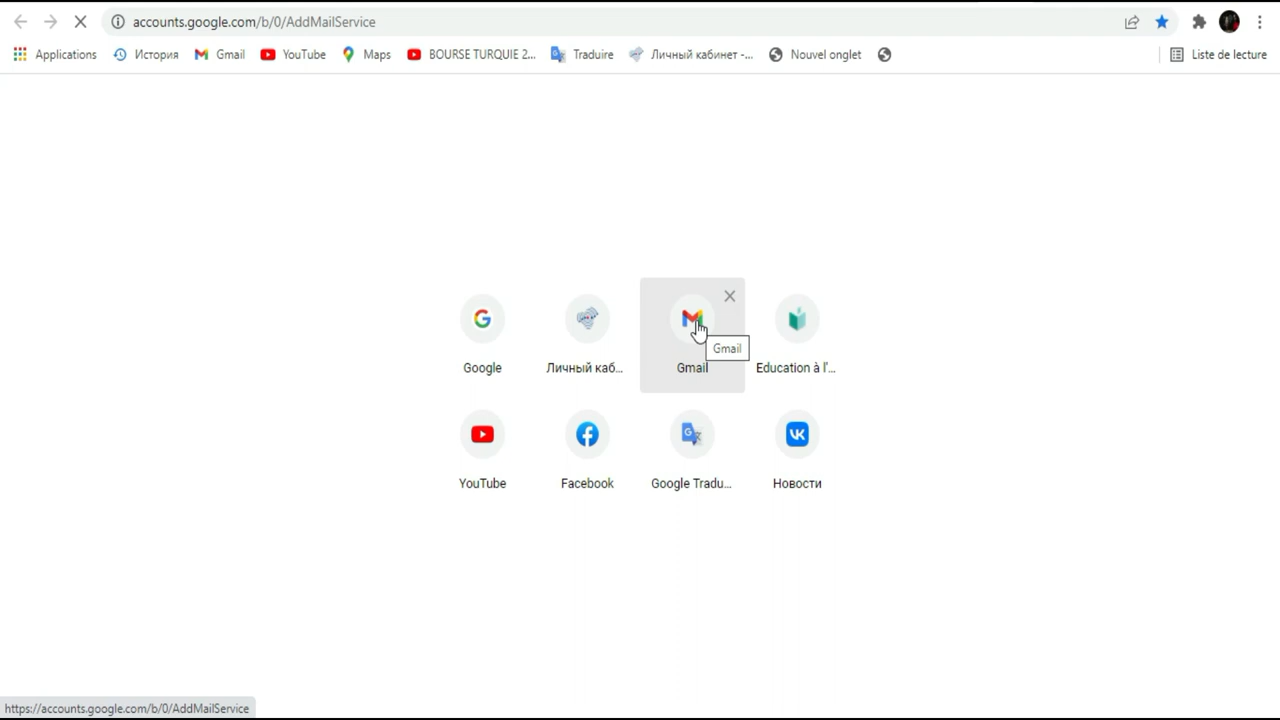 accounts.google.com/b/0/AddMailService
Applications История Gmail YouTube Maps BOURSE TURQUIE 2... Traduire Личный кабинет -... Nouvel onglet Liste de lecture
Gmail
Google Личный каб... Gmail Education à l'...
YouTube Facebook Google Tradu... Новости
https://accounts.google.com/b/0/AddMailService